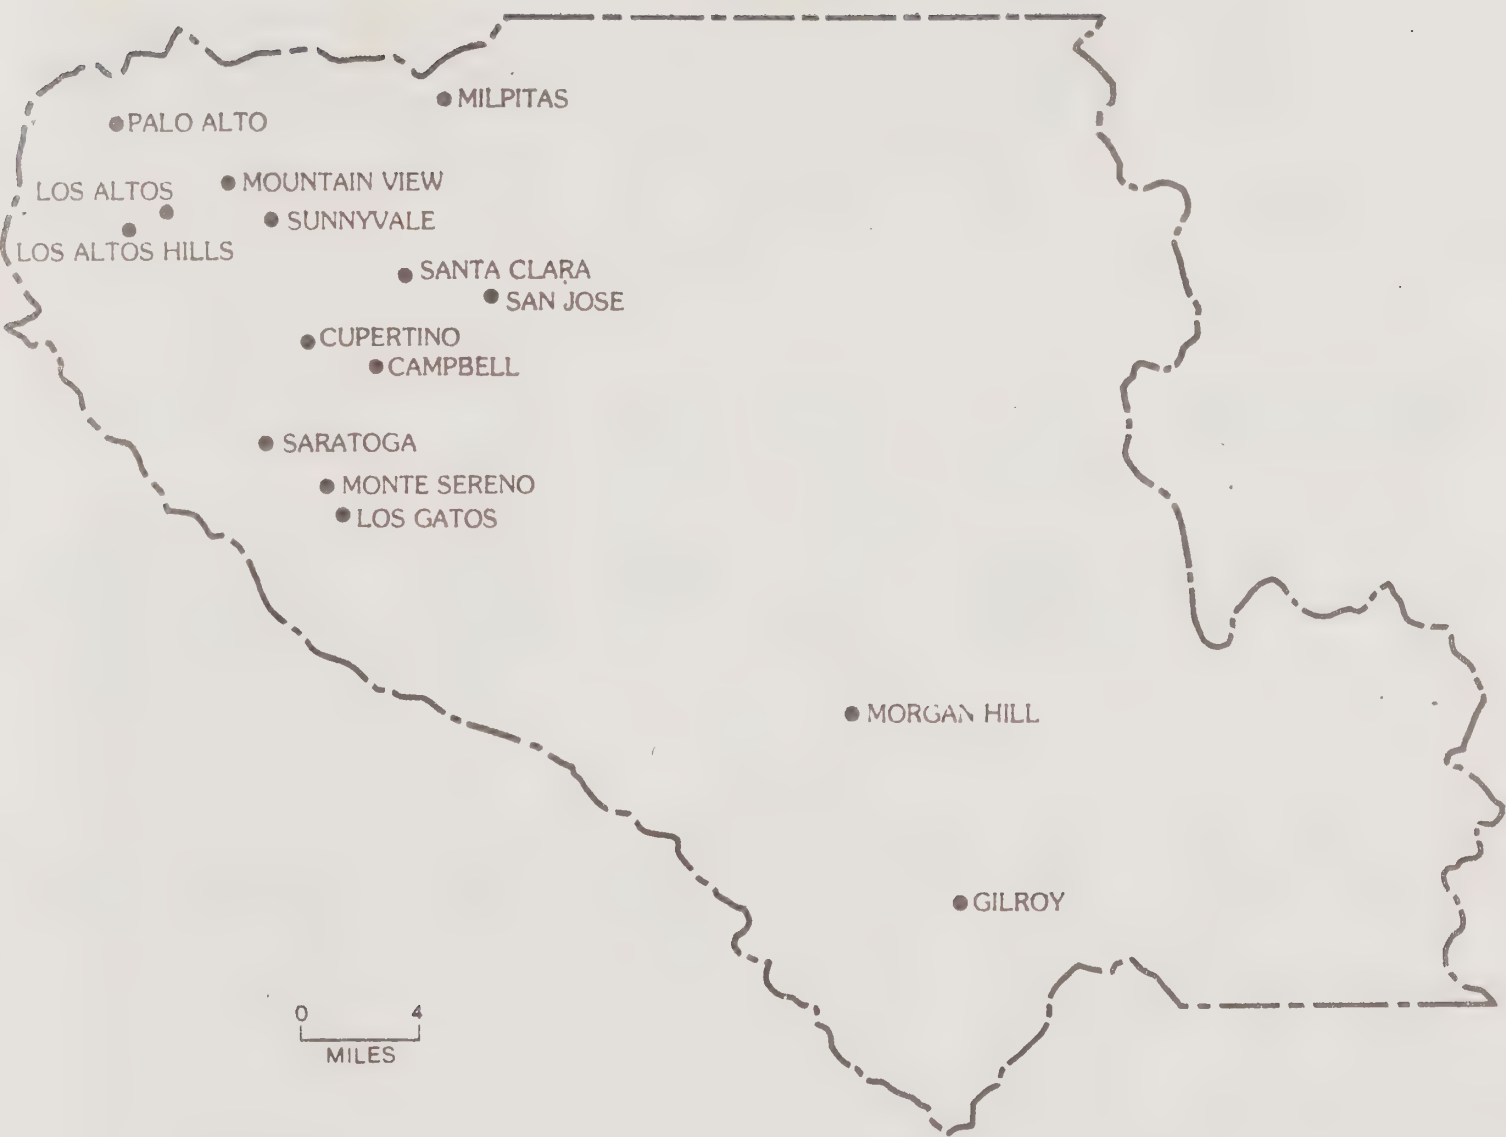 MILPITAS
PALO ALTO
MOUNTAIN VIEW
LOS ALTOS
SUNNYVALE
LOS ALTOS HILLS
SANTA CLARA
SAN JOSE
CUPERTINO
CAMPBELL
SARATOGA
MONTE SERENO
LOS GATOS
MORGAN HILL
GILROY
0 4
MILES